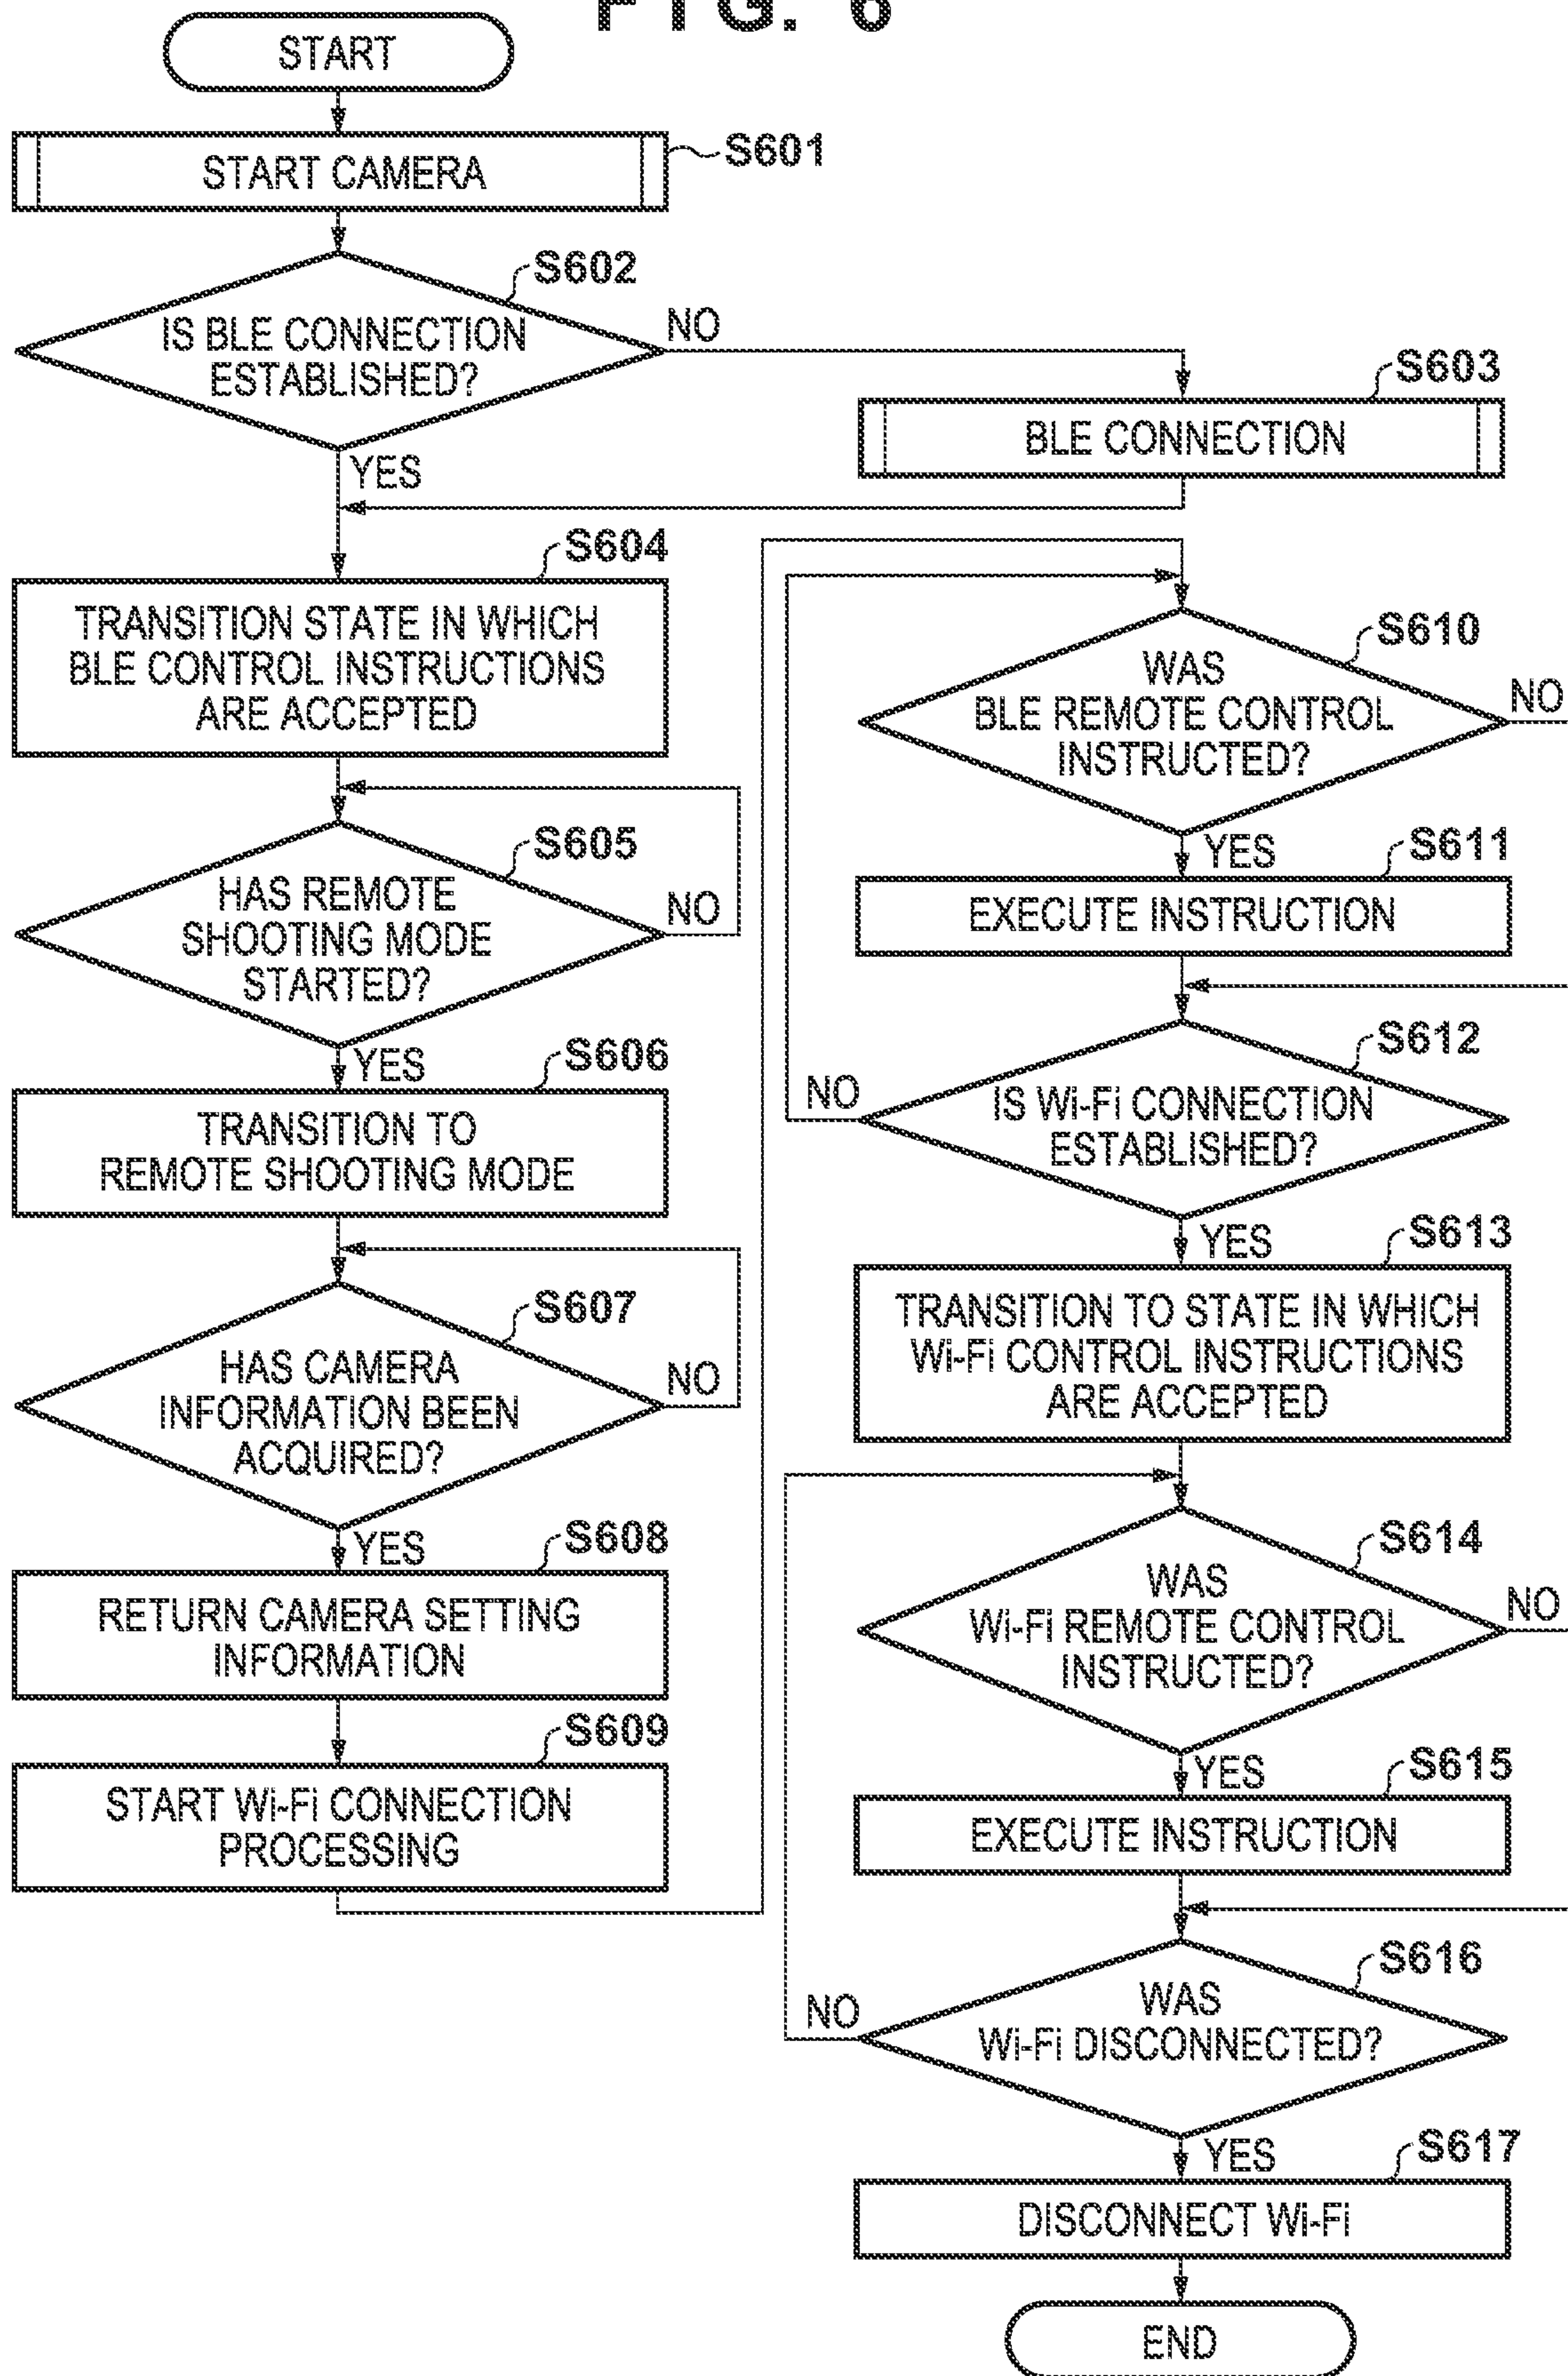 FIG. 6
START
START CAMERA
S601
S602
IS BLE CONNECTION
ESTABLISHED?
NO
YES
S603
BLE CONNECTION
S604
TRANSITION STATE IN WHICH
BLE CONTROL INSTRUCTIONS
ARE ACCEPTED
S605
HAS REMOTE
SHOOTING MODE
STARTED?
NO
YES
S606
TRANSITION TO
REMOTE SHOOTING MODE
S607
HAS CAMERA
INFORMATION BEEN
ACQUIRED?
NO
YES
S608
RETURN CAMERA SETTING
INFORMATION
S609
START Wi-Fi CONNECTION
PROCESSING
S610
WAS
BLE REMOTE CONTROL
INSTRUCTED?
NO
YES
S611
EXECUTE INSTRUCTION
S612
IS Wi-Fi CONNECTION
ESTABLISHED?
NO
YES
S613
TRANSITION TO STATE IN WHICH
Wi-Fi CONTROL INSTRUCTIONS
ARE ACCEPTED
S614
WAS
Wi-Fi REMOTE CONTROL
INSTRUCTED?
NO
YES
S615
EXECUTE INSTRUCTION
S616
WAS
Wi-Fi DISCONNECTED?
NO
YES
S617
DISCONNECT Wi-Fi
END